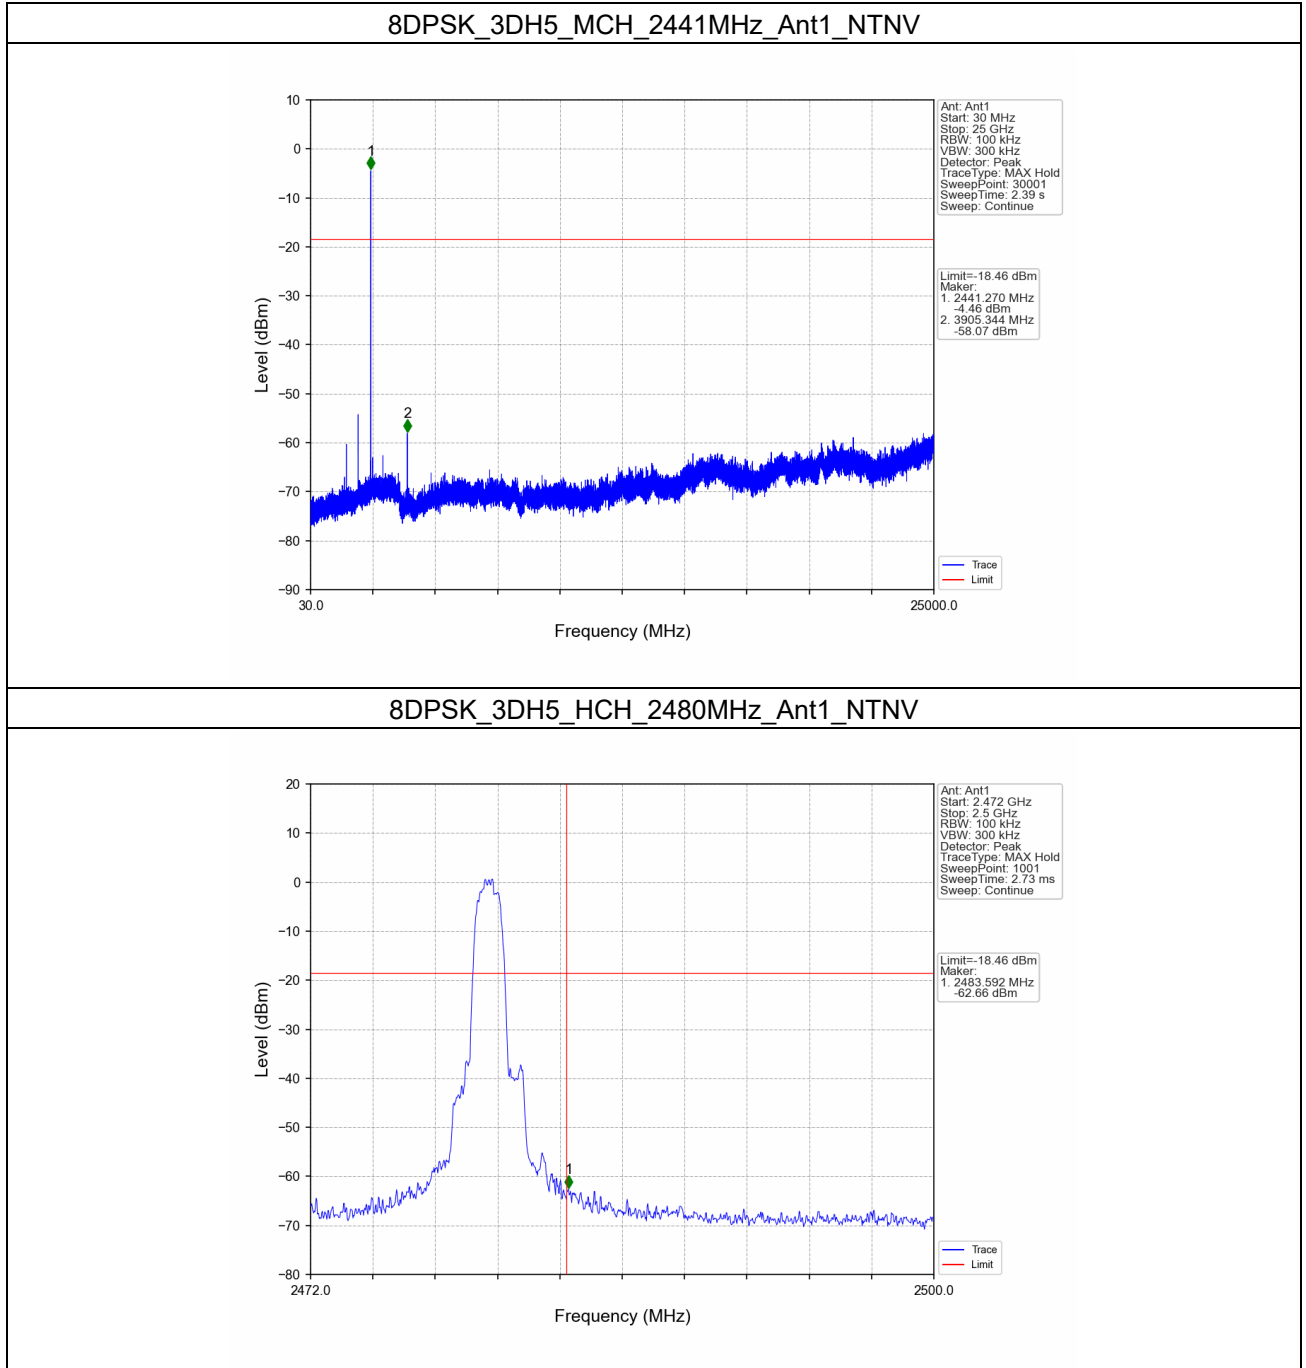 8DPSK_3DH5_MCH_2441MHz_Ant1_NTNV
10
0
−10
−20
−30
−40
−50
−60
−70
−80
−90
Level (dBm)
1
2
30.0
25000.0
Frequency (MHz)
Ant: Ant1
Start: 30 MHz
Stop: 25 GHz
RBW: 100 kHz
VBW: 300 kHz
Detector: Peak
TraceType: MAX Hold
SweepPoint: 30001
SweepTime: 2.39 s
Sweep: Continue
Limit=-18.46 dBm
Maker:
1. 2441.270 MHz
-4.46 dBm
2. 3905.344 MHz
-58.07 dBm
Trace
Limit
8DPSK_3DH5_HCH_2480MHz_Ant1_NTNV
20
10
0
−10
−20
−30
−40
−50
−60
−70
−80
Level (dBm)
1
2472.0
2500.0
Frequency (MHz)
Ant: Ant1
Start: 2.472 GHz
Stop: 2.5 GHz
RBW: 100 kHz
VBW: 300 kHz
Detector: Peak
TraceType: MAX Hold
SweepPoint: 1001
SweepTime: 2.73 ms
Sweep: Continue
Limit=-18.46 dBm
Maker:
1. 2483.592 MHz
-62.66 dBm
Trace
Limit